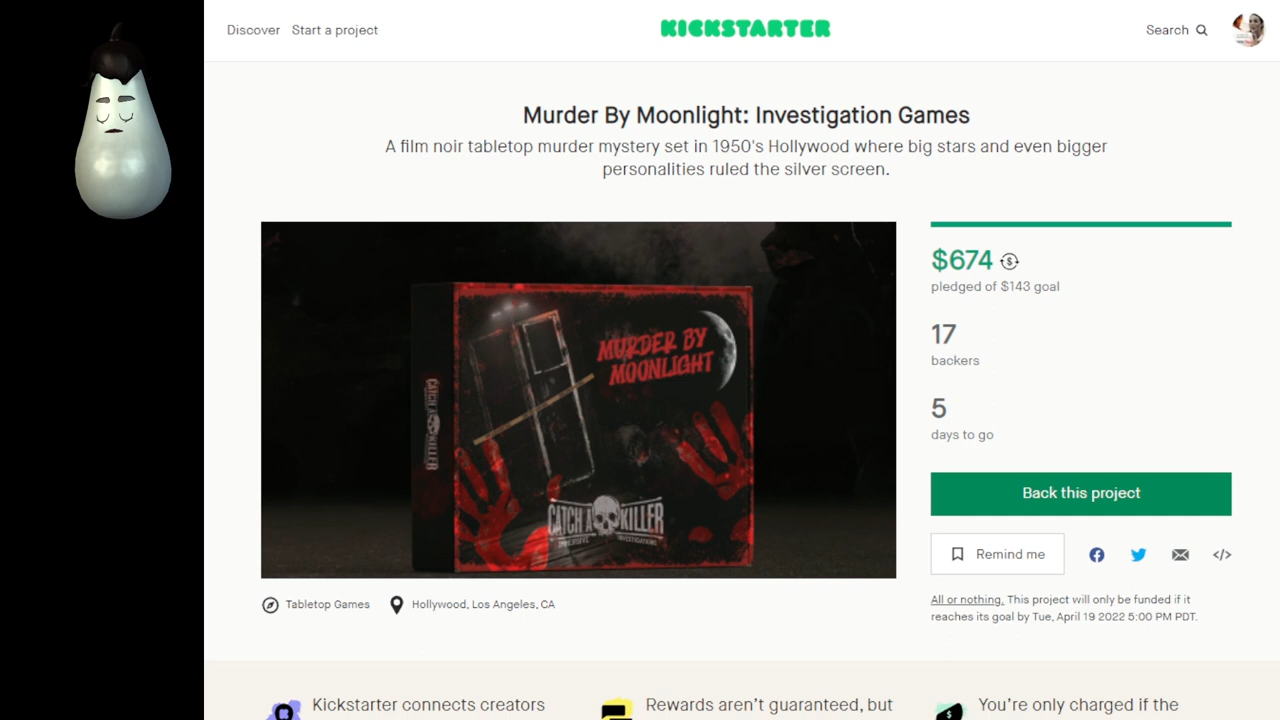 Discover Start a project
KICKSTARTER
Search
Murder By Moonlight: Investigation Games
A film noir tabletop murder mystery set in 1950's Hollywood where big stars and even bigger
personalities ruled the silver screen.
MURDER BY
MOONLIGHT
CATCH A KILLER
CATCH A KILLER
IMMERSIVE INVESTIGATIONS
$674
pledged of $143 goal
17
backers
5
days to go
Back this project
Remind me
All or nothing. This project will only be funded if it
reaches its goal by Tue, April 19 2022 5:00 PM PDT.
Tabletop Games Hollywood, Los Angeles, CA
Kickstarter connects creators
Rewards aren't guaranteed, but
You're only charged if the